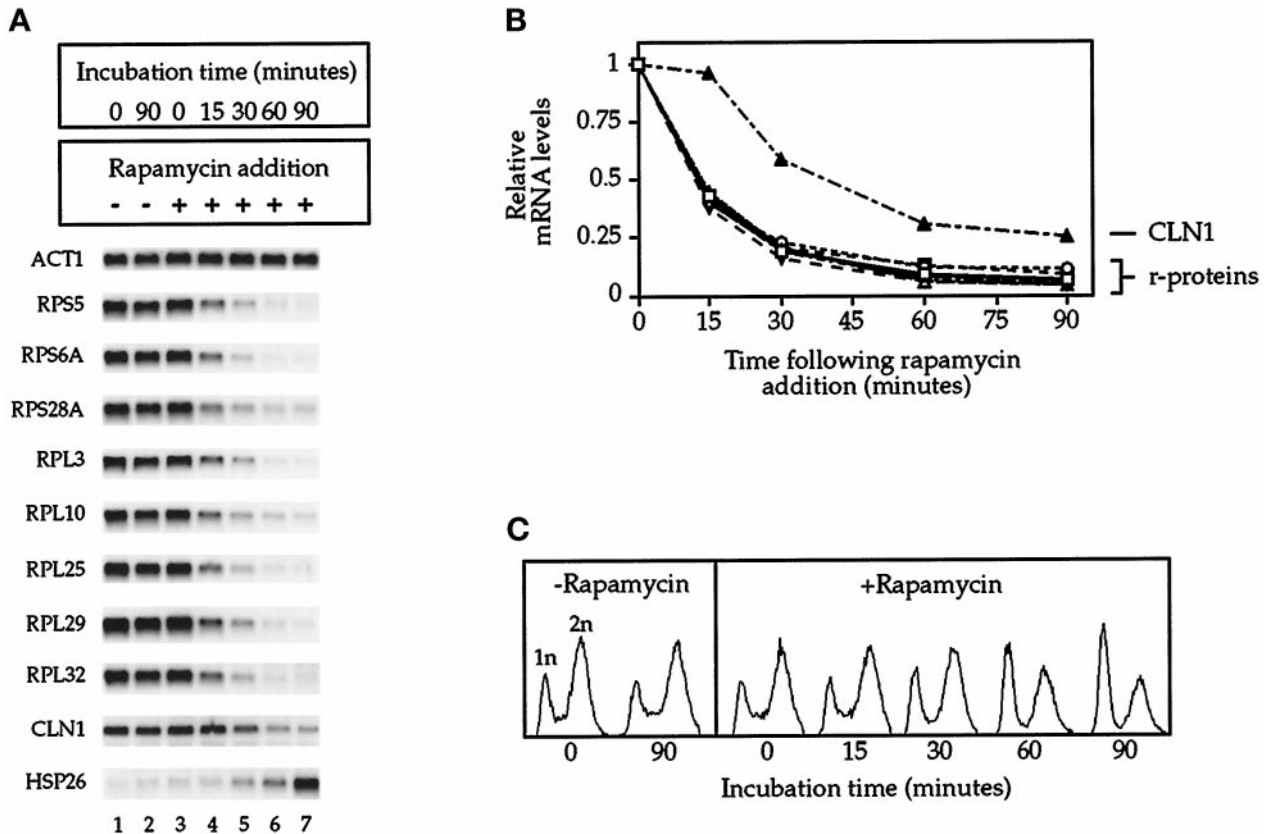 A
Incubation time (minutes)
0 90 0 15 30 60 90
Rapamycin addition
- - + + + + +
ACT1
RPS5
RPS6A
RPS28A
RPL3
RPL10
RPL25
RPL29
RPL32
CLN1
HSP26
1 2 3 4 5 6 7
B
Relative
mRNA levels
1
0.75
0.5
0.25
0
0 15 30 45 60 75 90
Time following rapamycin
addition (minutes)
CLN1
r-proteins
C
-Rapamycin
+Rapamycin
1n
2n
0 90 0 15 30 60 90
Incubation time (minutes)